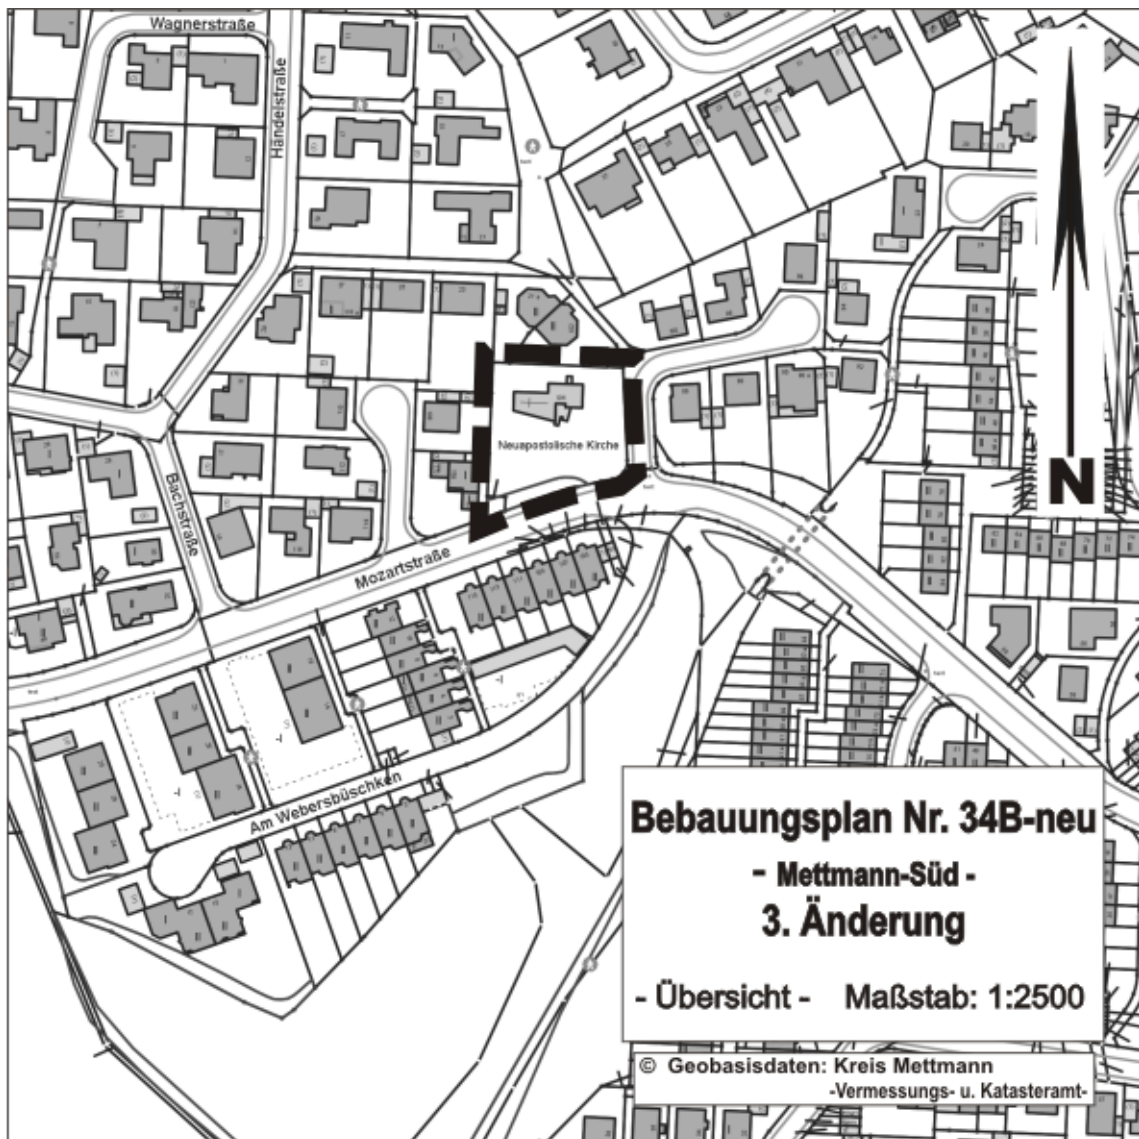 Wagnerstraße
Händelstraße
Neuapostolische Kirche
N
Bachstraße
Mozartstraße
Am Webersbüschken
Bebauungsplan Nr. 34B-neu
- Mettmann-Süd -
3. Änderung
- Übersicht - Maßstab: 1:2500
© Geobasisdaten: Kreis Mettmann
-Vermessungs- u. Katasteramt-